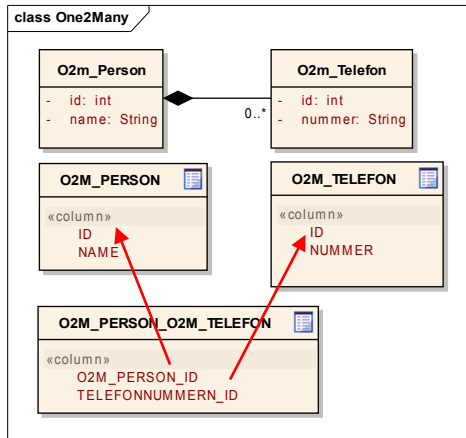 class One2Many
O2m_Person
- id: int
- name: String
0..*
O2m_Telefon
- id: int
- nummer: String
O2M_PERSON
«column»
ID
NAME
O2M_TELEFON
«column»
ID
NUMMER
O2M_PERSON_O2M_TELEFON
«column»
O2M_PERSON_ID
TELEFONNUMMERN_ID